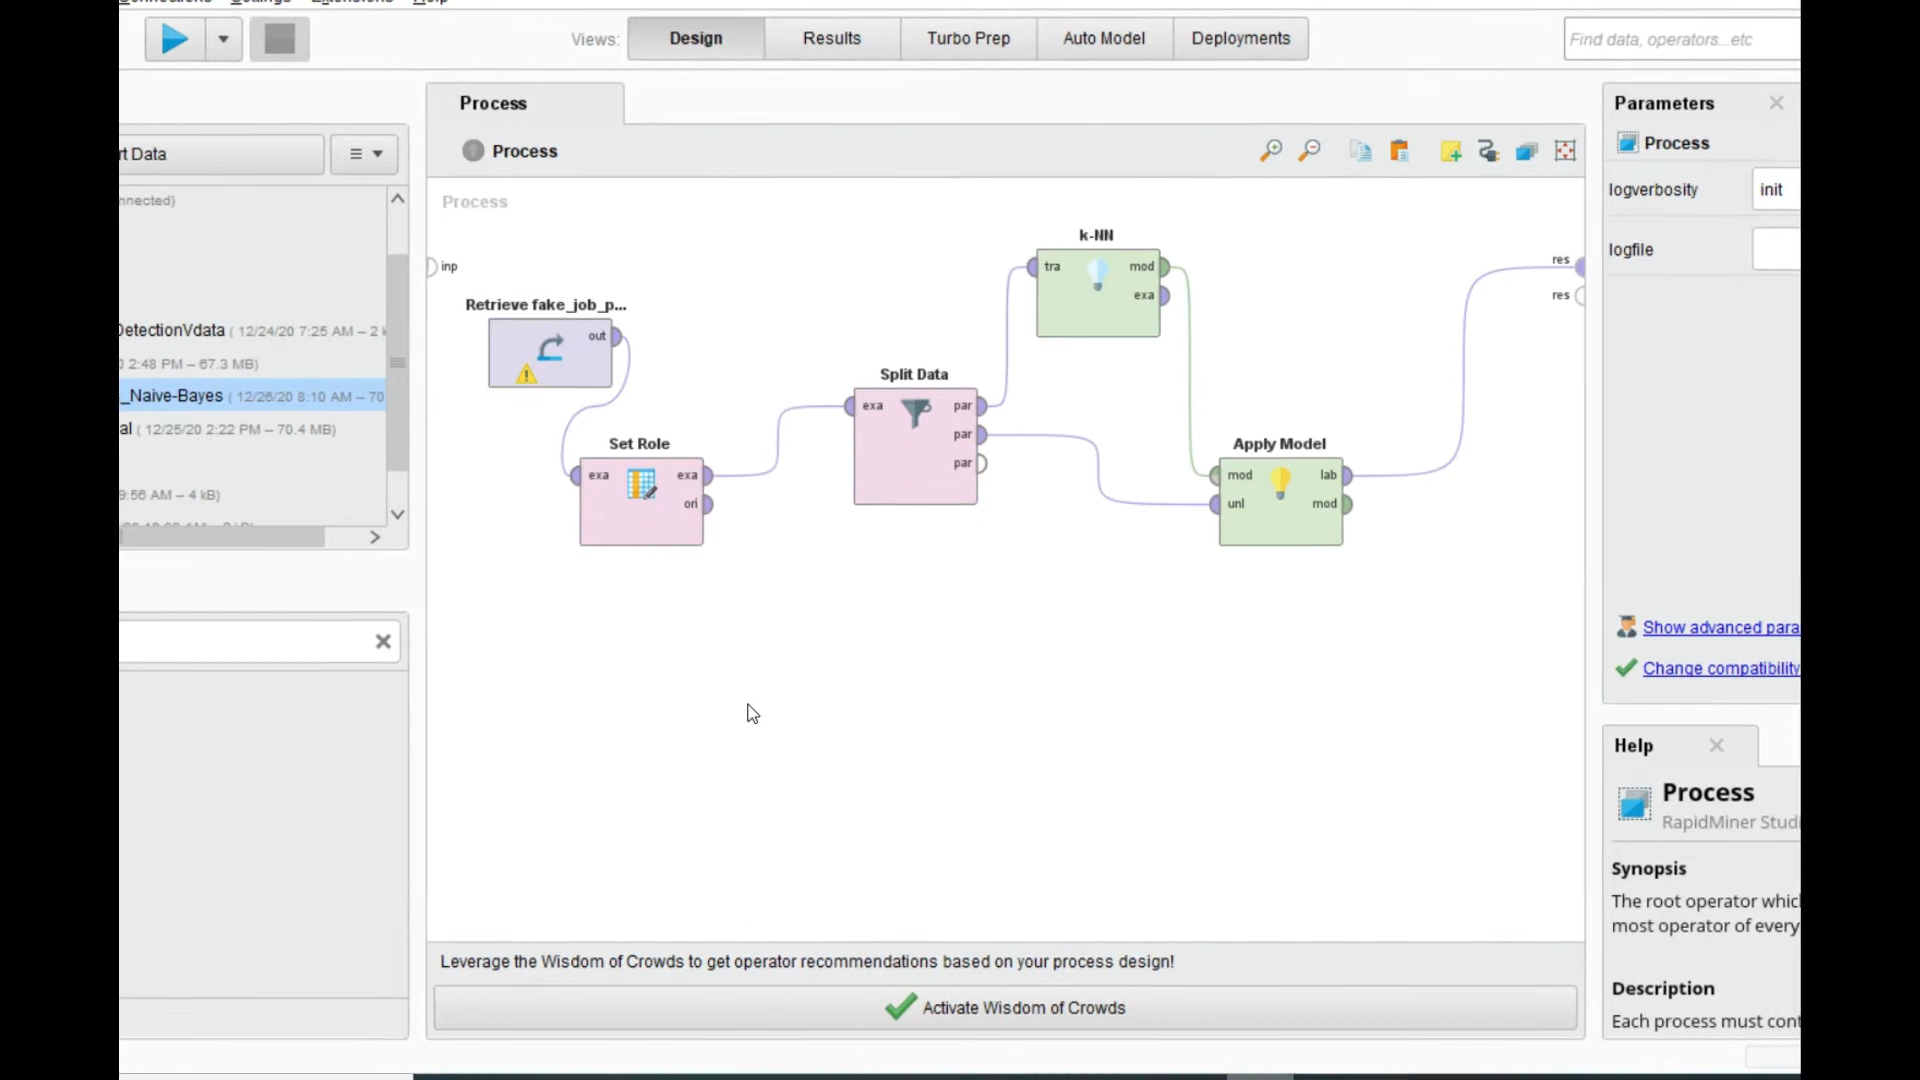 Views:
Design
Results
Turbo Prep
Auto Model
Deployments
Find data, operators...etc
rt Data
nnected)
DetectionVdata ( 12/24/20 7:25 AM – 2 k
0 2:48 PM – 67.3 MB)
_Naive-Bayes ( 12/26/20 8:10 AM – 70
al ( 12/25/20 2:22 PM – 70.4 MB)
9:56 AM – 4 kB)
Process
Process
Process
inp
Retrieve fake_job_p...
out
Set Role
exa
exa
ori
Split Data
exa
par
par
par
k-NN
tra
mod
exa
Apply Model
mod
lab
unl
mod
res
res
Leverage the Wisdom of Crowds to get operator recommendations based on your process design!
Activate Wisdom of Crowds
Parameters
Process
logverbosity
init
logfile
Show advanced para
Change compatibility
Help
Process
RapidMiner Studi
Synopsis
The root operator whicl
most operator of every
Description
Each process must cont